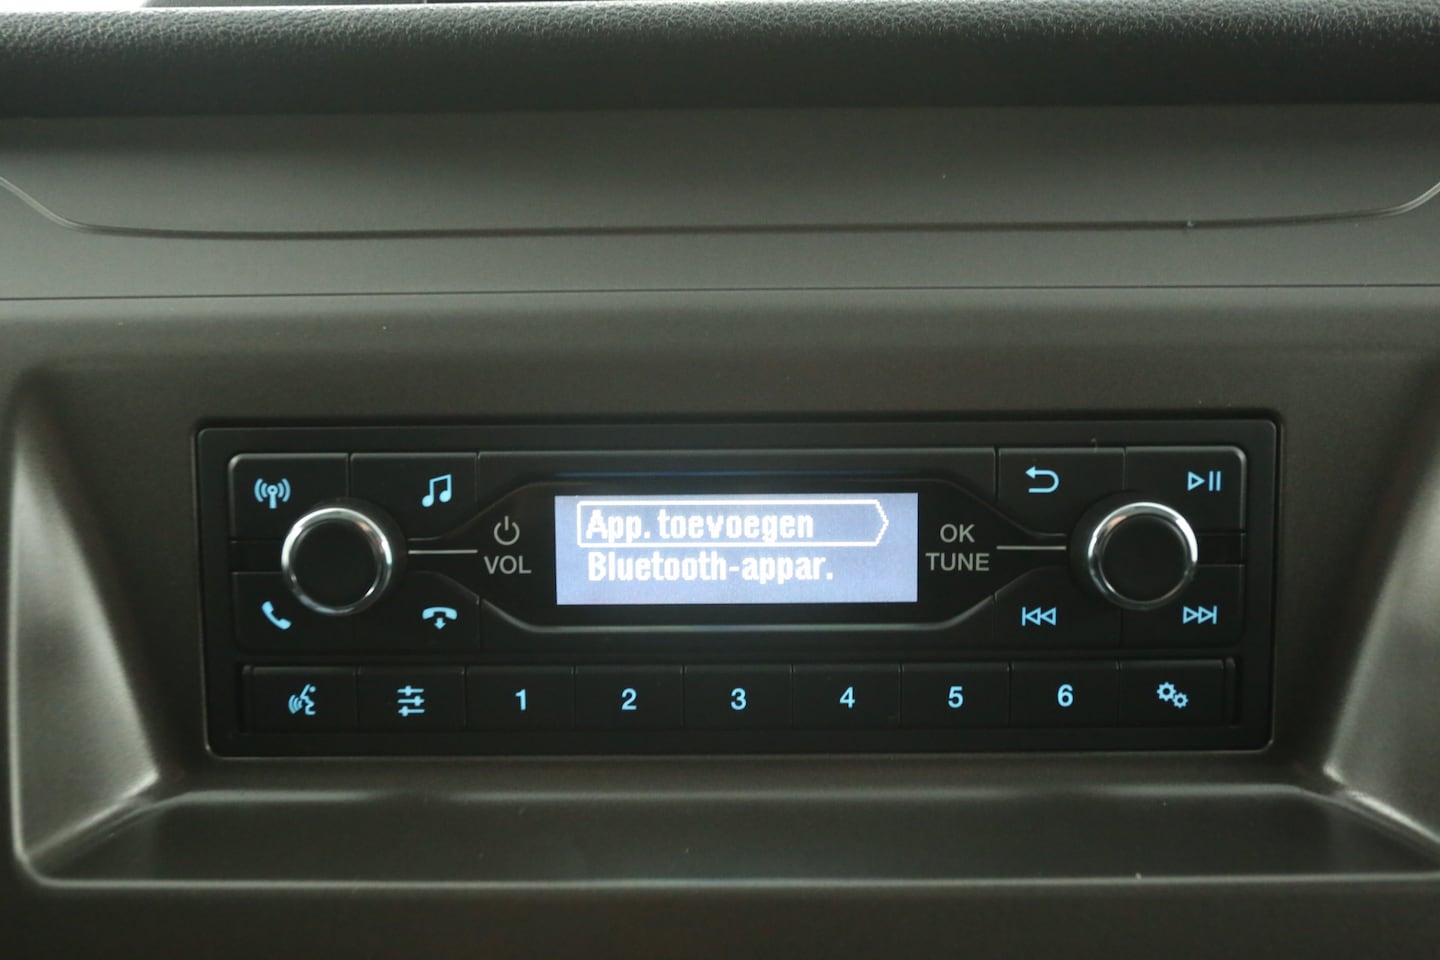 App. toevoegen
Bluetooth-appar.
VOL
OK
TUNE
1 2 3 4 5 6